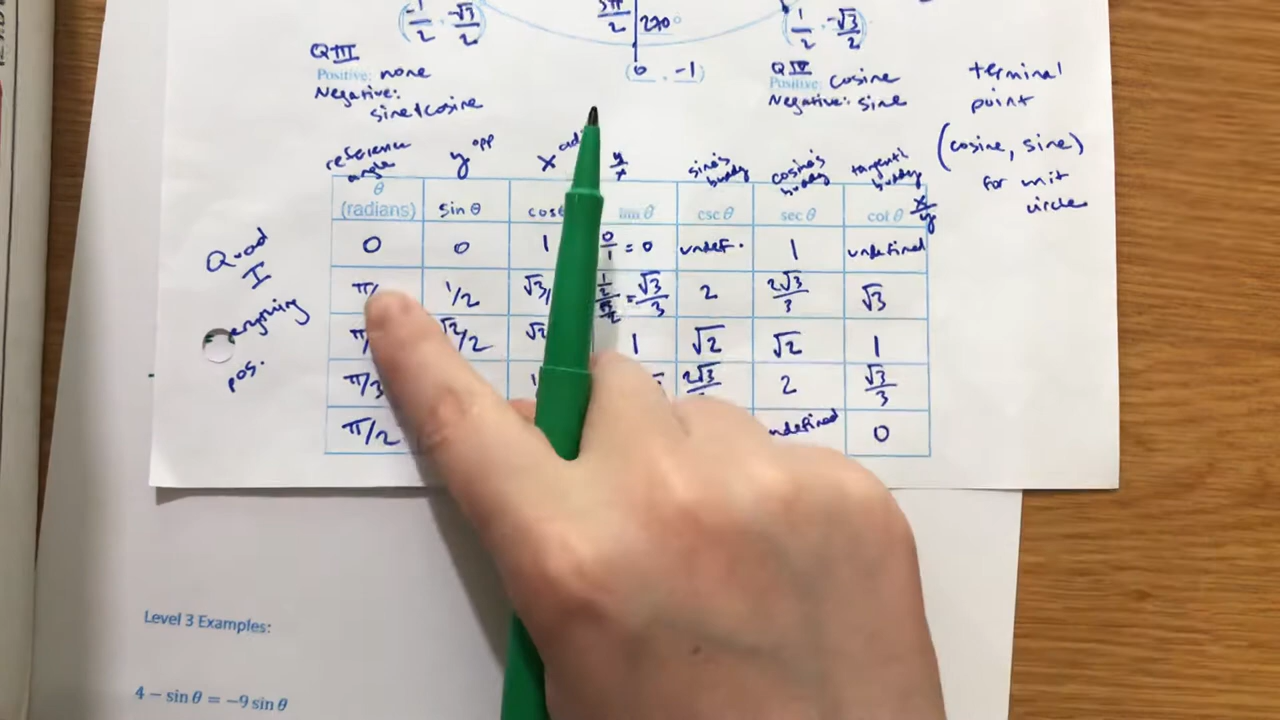 (-1/2, -√3/2)
3π/2 270°
(1/2, -√3/2)
(0, -1)
QIII
Positive: none
Negative:
sine & cosine
QIV
Positive: cosine
Negative: sine
terminal
point
(cosine, sine)
for unit
circle
reference angle y opp x y/x sine's buddy cosine's buddy tangent's buddy
θ (radians) sin θ tan θ csc θ sec θ cot θ x/y
0 0 1 0/1 = 0 undef. 1 undefined
1/2 = √3/3 2 2√3/3 √3
√2/2 1 √2 √2 1
π/3 2√3 2 √3/3
π/2 0
Quad
I
everything
pos.
Level 3 Examples:
4 − sin θ = −9 sin θ